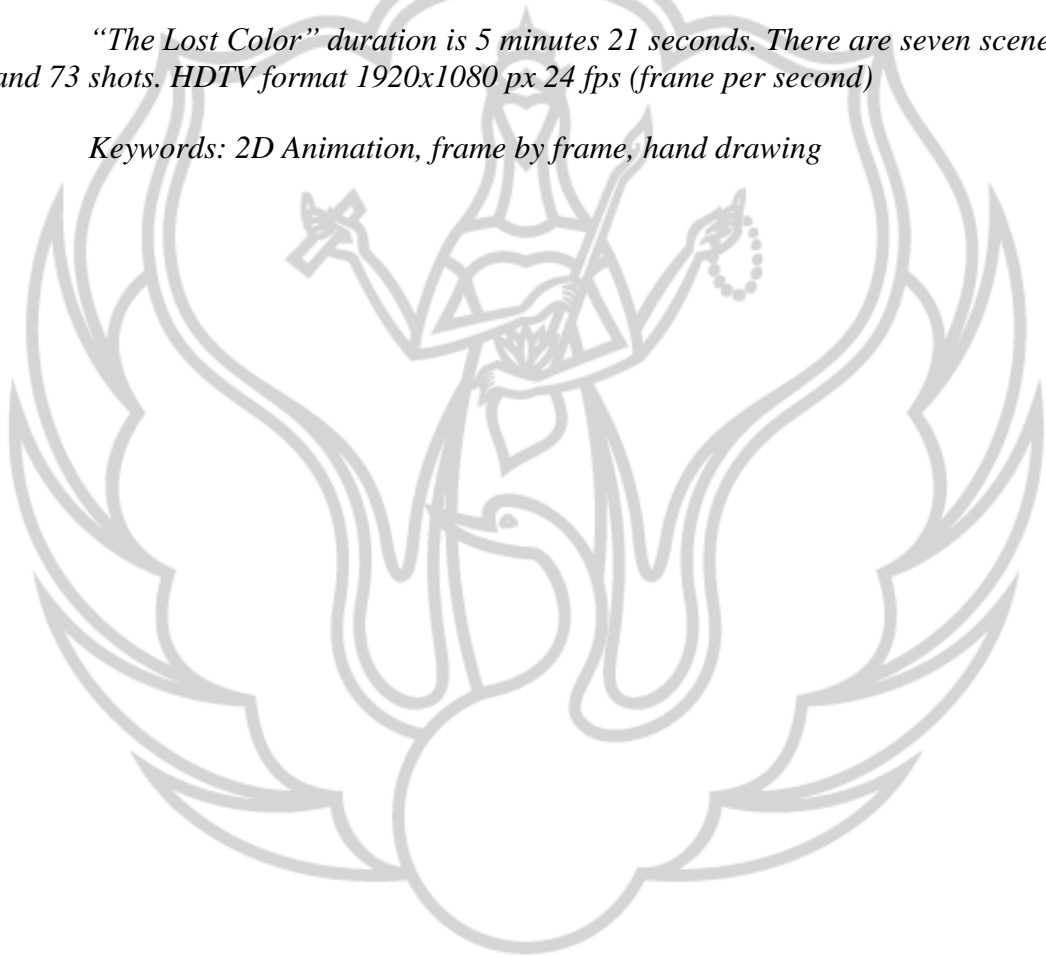 “The Lost Color” duration is 5 minutes 21 seconds. There are seven scene
and 73 shots. HDTV format 1920x1080 px 24 fps (frame per second)
Keywords: 2D Animation, frame by frame, hand drawing